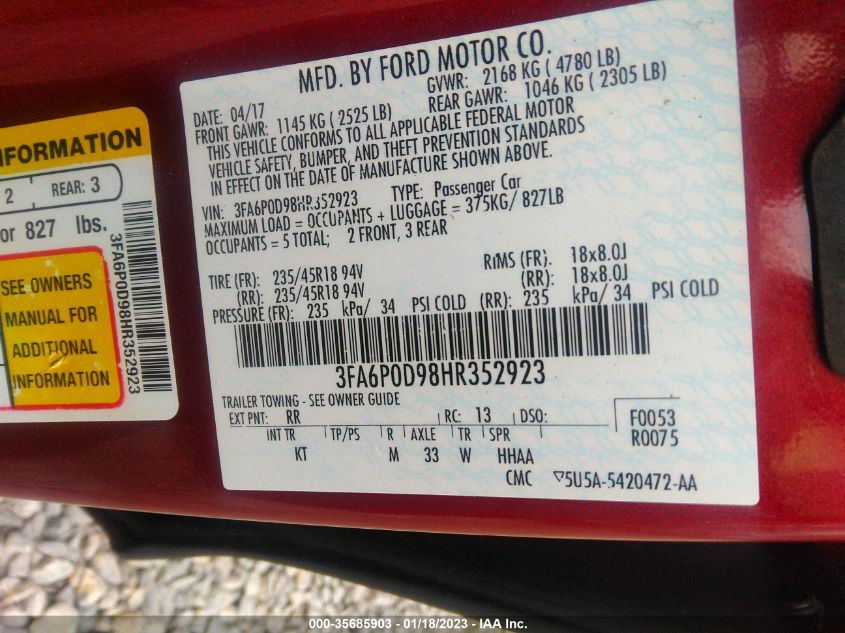 MFD. BY FORD MOTOR CO.
DATE: 04/17
GVWR: 2168 KG ( 4780 LB)
FRONT GAWR: 1145 KG ( 2525 LB)
REAR GAWR: 1046 KG ( 2305 LB)
THIS VEHICLE CONFORMS TO ALL APPLICABLE FEDERAL MOTOR
VEHICLE SAFETY, BUMPER, AND THEFT PREVENTION STANDARDS
IN EFFECT ON THE DATE OF MANUFACTURE SHOWN ABOVE.
VIN: 3FA6P0D98HR352923
TYPE: Passenger Car
MAXIMUM LOAD = OCCUPANTS + LUGGAGE = 375KG/ 827LB
OCCUPANTS = 5 TOTAL; 2 FRONT, 3 REAR
TIRE (FR): 235/45R18 94V
RIMS (FR): 18x8.0J
(RR): 235/45R18 94V
(RR): 18x8.0J
PRESSURE (FR): 235 kPa/ 34 PSI COLD
(RR): 235 kPa/ 34 PSI COLD
3FA6P0D98HR352923
TRAILER TOWING - SEE OWNER GUIDE
EXT PNT: RR RC: 13 DSO:
F0053
R0075
INT TR TP/PS R AXLE TR SPR
KT M 33 W HHAA
CMC ▽5U5A-5420472-AA
NFORMATION
2 REAR: 3
or 827 lbs.
3FA6P0D98HR352923
SEE OWNERS
MANUAL FOR
ADDITIONAL
INFORMATION
000-35685903 - 01/18/2023 - IAA Inc.